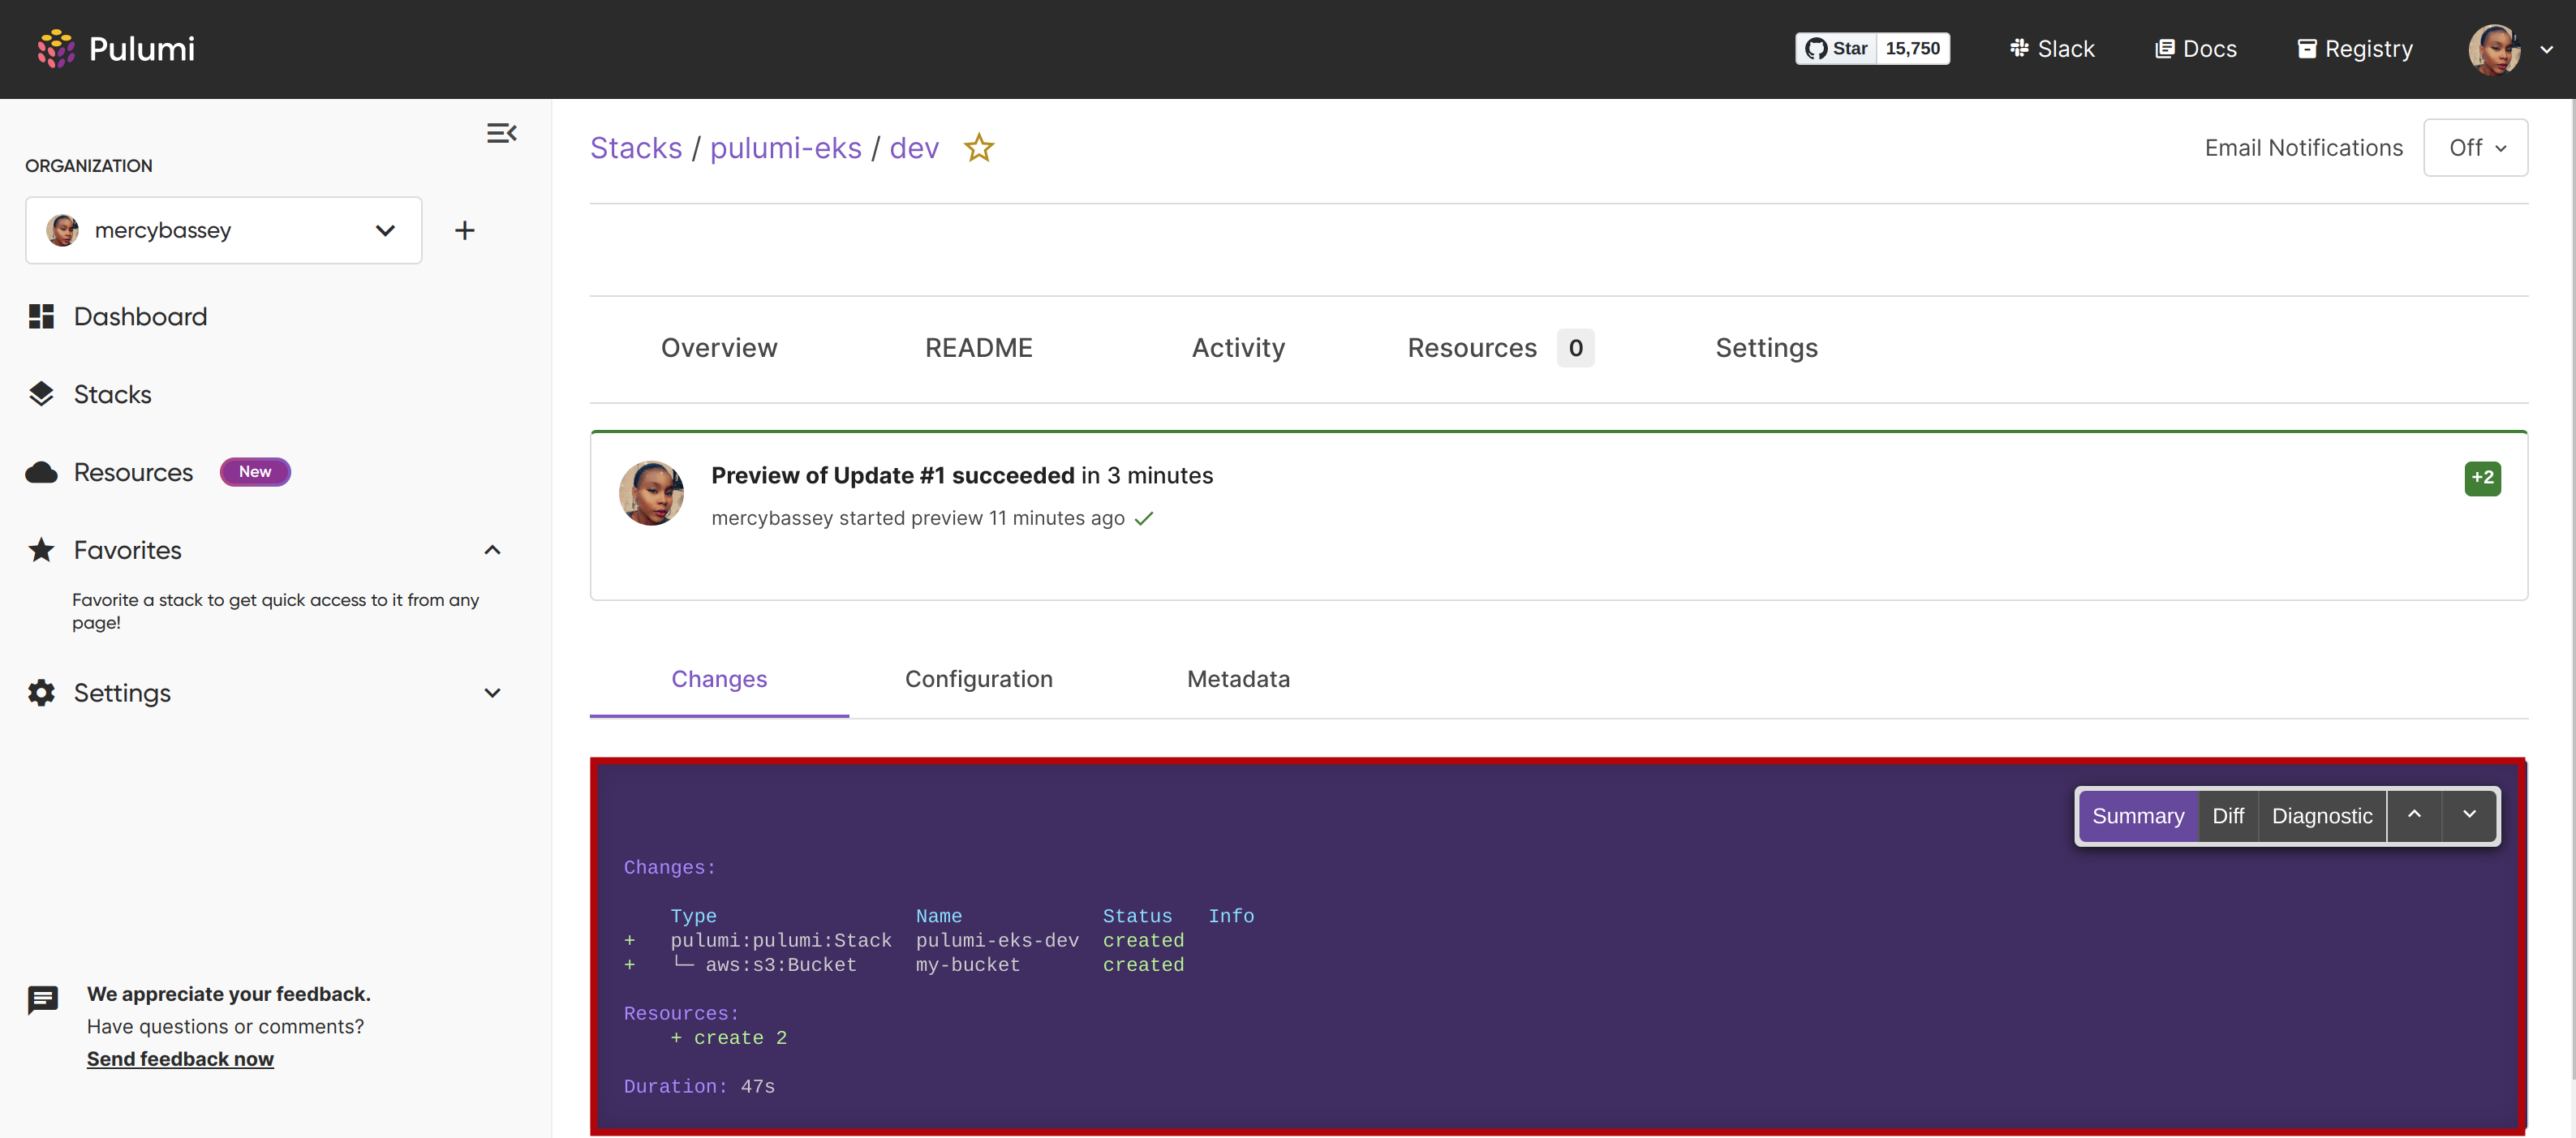 Pulumi
Star 15,750
Slack
Docs
Registry
ORGANIZATION
mercybassey
Dashboard
Stacks
Resources New
Favorites
Favorite a stack to get quick access to it from any
page!
Settings
We appreciate your feedback.
Have questions or comments?
Send feedback now
Stacks / pulumi-eks / dev
Email Notifications Off
Overview README Activity Resources 0 Settings
Preview of Update #1 succeeded in 3 minutes
+2
mercybassey started preview 11 minutes ago
Changes Configuration Metadata
Summary Diff Diagnostic
Changes:
Type Name Status Info
+ pulumi:pulumi:Stack pulumi-eks-dev created
+ └─ aws:s3:Bucket my-bucket created
Resources:
+ create 2
Duration: 47s